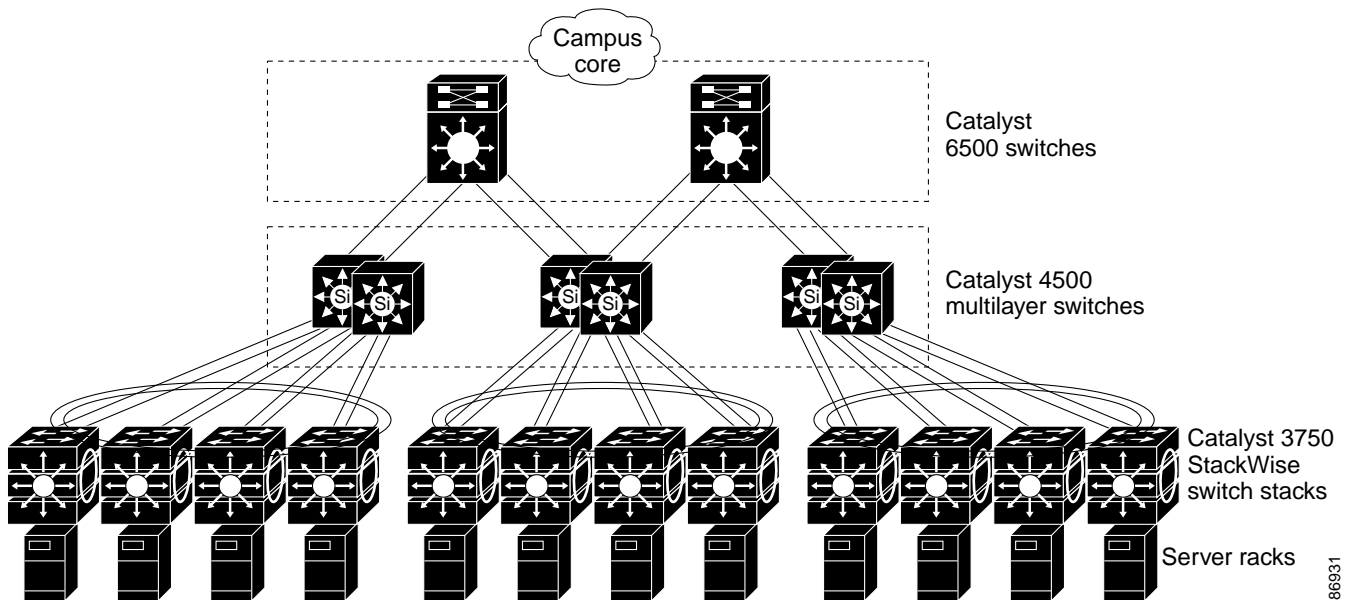 Campus
core
Catalyst
6500 switches
Si
Si
Si
Si
Si
Si
Catalyst 4500
multilayer switches
Catalyst 3750
StackWise
switch stacks
Server racks
86931